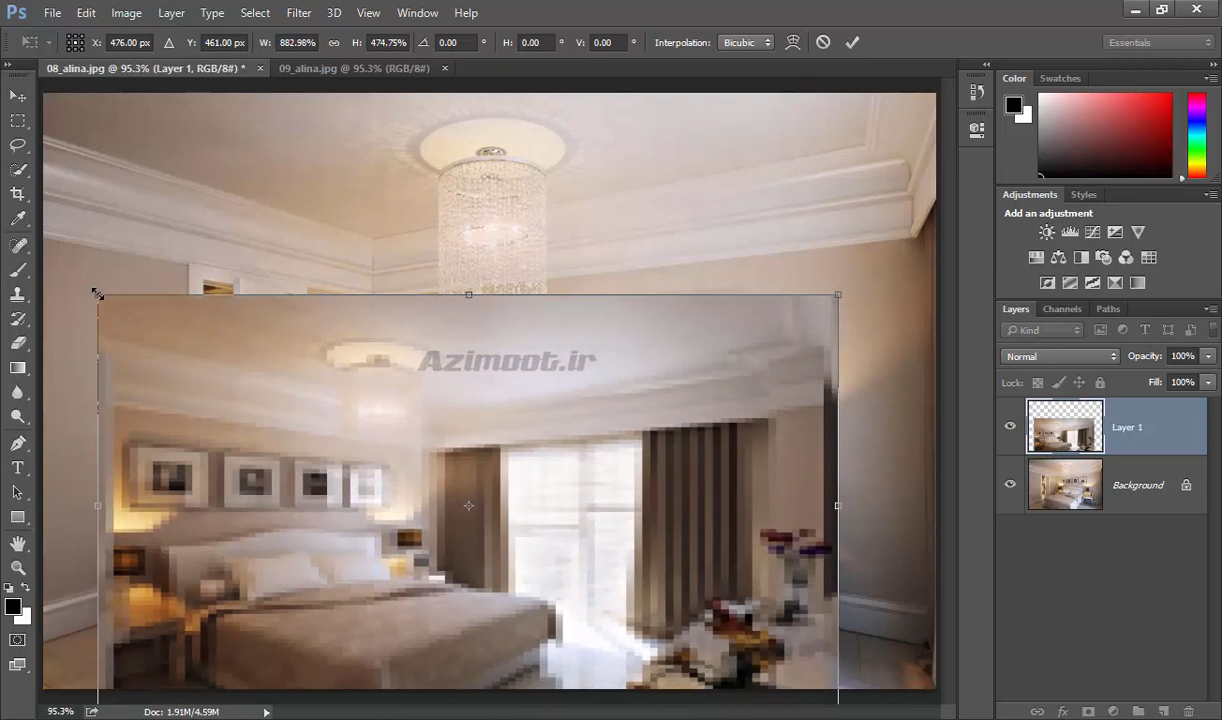 Ps File Edit Image Layer Type Select Filter 3D View Window Help
X: 476.00 px Y: 461.00 px W: 882.98% H: 474.75% 0.00 ° H: 0.00 ° V: 0.00 ° Interpolation: Bicubic Essentials
08_alina.jpg @ 95.3% (Layer 1, RGB/8#) * × 09_alina.jpg @ 95.3% (RGB/8#) ×
Color Swatches
Adjustments Styles
Add an adjustment
Layers Channels Paths
Kind
Normal Opacity: 100%
Lock: Fill: 100%
Layer 1
Background
Azimoot.ir
95.3% Doc: 1.91M/4.59M